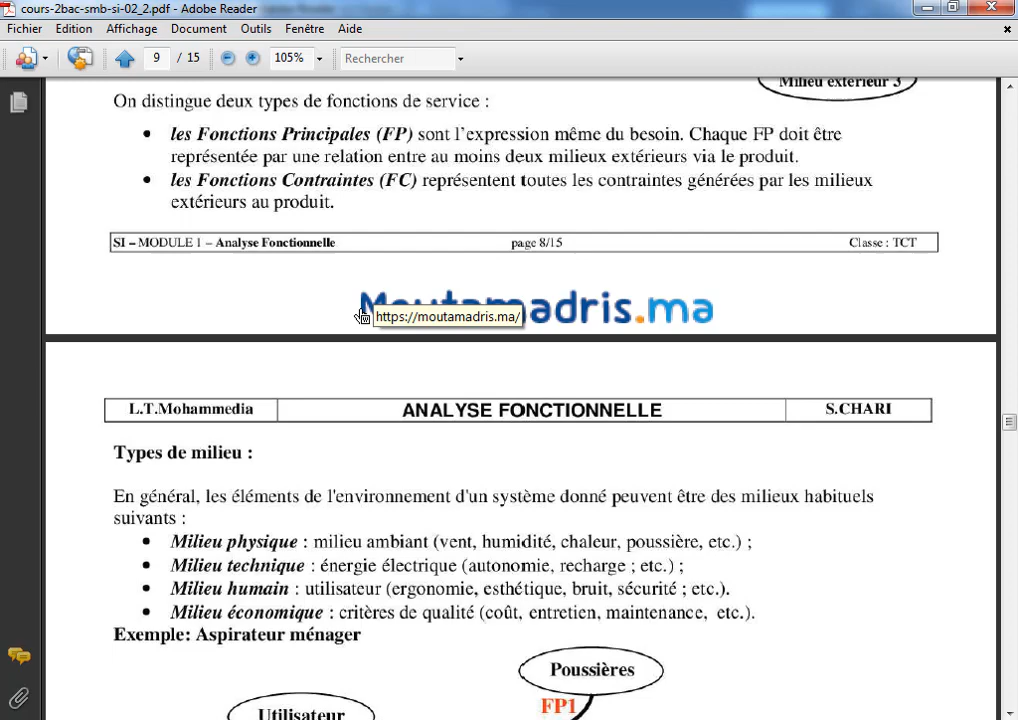 cours-2bac-smb-si-02_2.pdf - Adobe Reader
Fichier Edition Affichage Document Outils Fenêtre Aide
9 / 15 105% Rechercher
Milieu extérieur 3
On distingue deux types de fonctions de service :
• les Fonctions Principales (FP) sont l'expression même du besoin. Chaque FP doit être
représentée par une relation entre au moins deux milieux extérieurs via le produit.
• les Fonctions Contraintes (FC) représentent toutes les contraintes générées par les milieux
extérieurs au produit.
SI – MODULE 1 – Analyse Fonctionnelle page 8/15 Classe : TCT
Moutamadris.ma
https://moutamadris.ma/
L.T.Mohammedia ANALYSE FONCTIONNELLE S.CHARI
Types de milieu :
En général, les éléments de l'environnement d'un système donné peuvent être des milieux habituels
suivants :
• Milieu physique : milieu ambiant (vent, humidité, chaleur, poussière, etc.) ;
• Milieu technique : énergie électrique (autonomie, recharge ; etc.) ;
• Milieu humain : utilisateur (ergonomie, esthétique, bruit, sécurité ; etc.).
• Milieu économique : critères de qualité (coût, entretien, maintenance, etc.).
Exemple: Aspirateur ménager
Poussières
FP1
Utilisateur